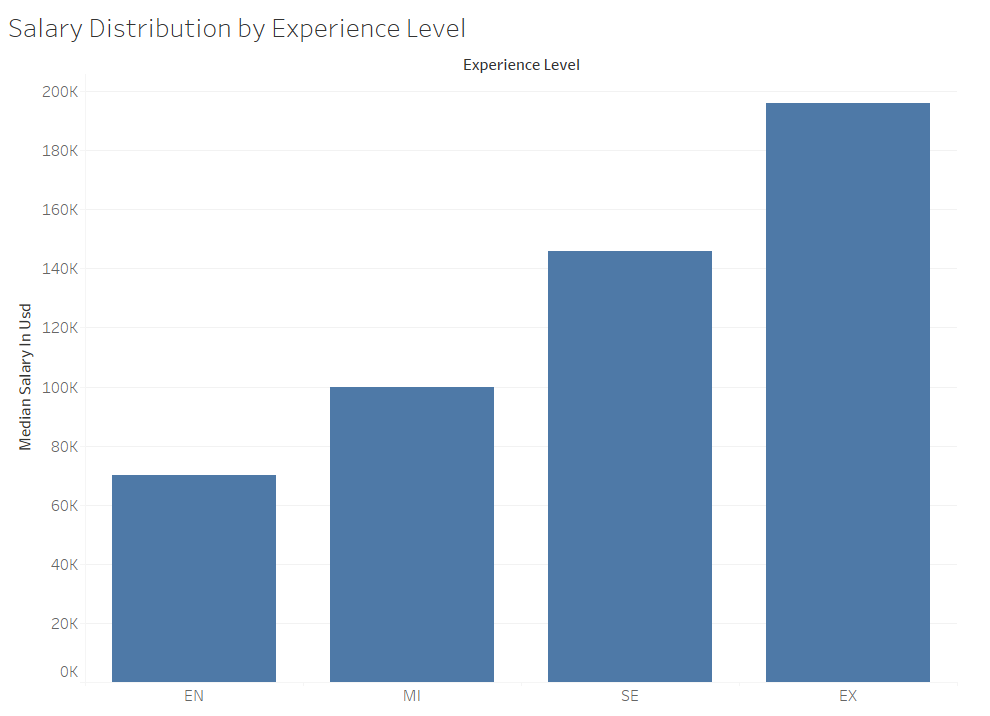 Salary Distribution by Experience Level
Experience Level
Median Salary In Usd
200K
180K
160K
140K
120K
100K
80K
60K
40K
20K
0K
EN MI SE EX